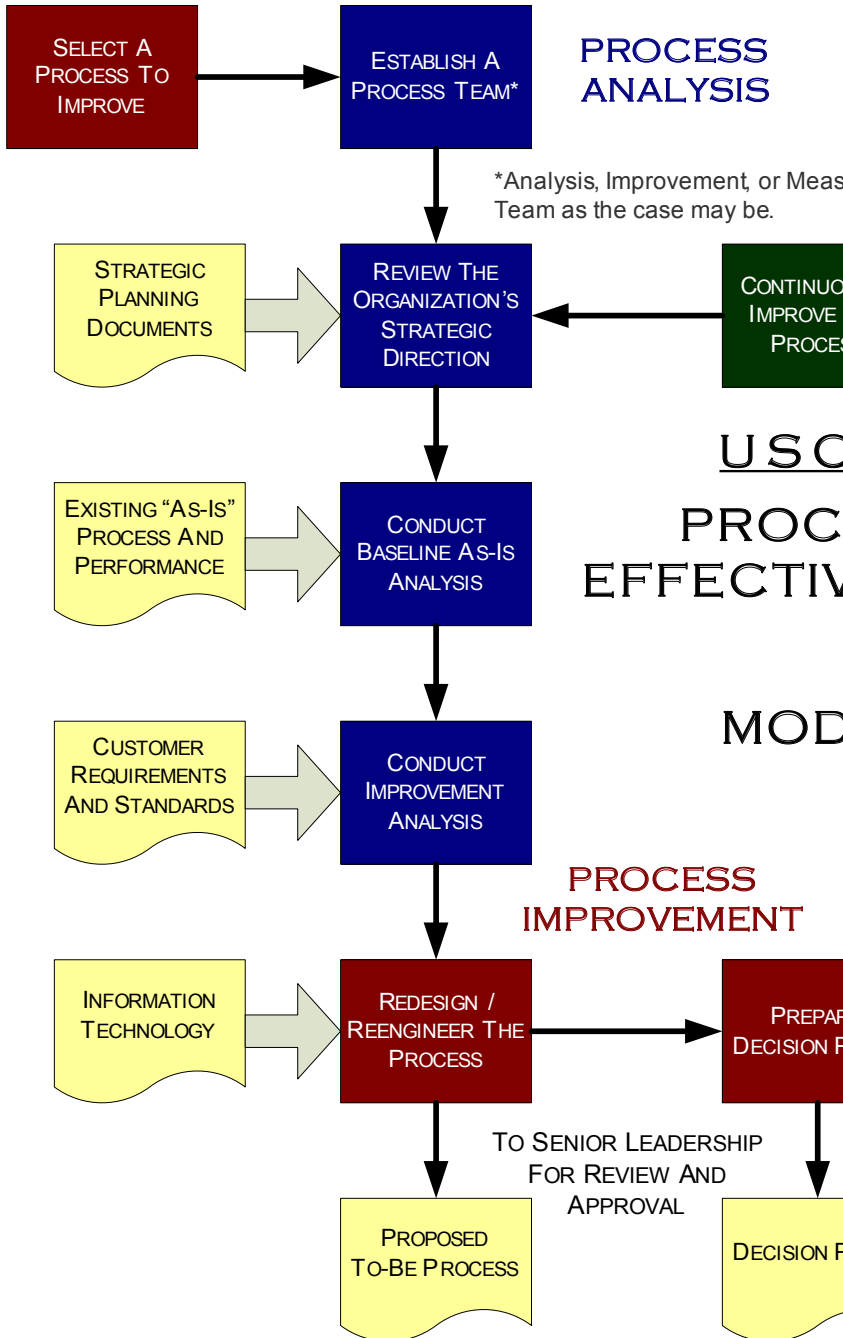 SELECT A
PROCESS TO
IMPROVE
ESTABLISH A
PROCESS TEAM*
PROCESS
ANALYSIS
*Analysis, Improvement, or
Team as the case may be.
STRATEGIC
PLANNING
DOCUMENTS
REVIEW THE
ORGANIZATION'S
STRATEGIC
DIRECTION
IMPROVE
EXISTING “AS-IS”
PROCESS AND
PERFORMANCE
CONDUCT
BASELINE AS-IS
ANALYSIS
CUSTOMER
REQUIREMENTS
AND STANDARDS
CONDUCT
IMPROVEMENT
ANALYSIS
PROCESS
IMPROVEMENT
INFORMATION
TECHNOLOGY
REDESIGN /
REENGINEER THE
PROCESS
DECISION
TO SENIOR LEADERSHIP
FOR REVIEW AND
APPROVAL
PROPOSED
TO-BE PROCESS
DECISION